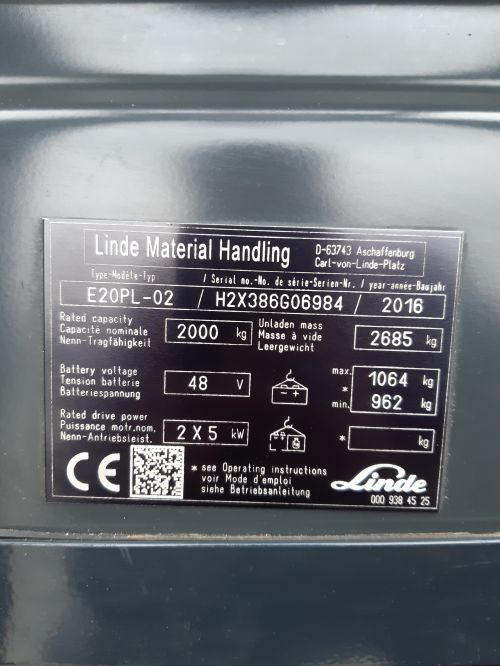 Linde Material Handling
D-63743 Aschaffenburg
Carl-von-Linde-Platz
Type-Modèle-Typ / Serial no.-No. de série-Serien-Nr. / year-année-Baujahr
E20PL-02 / H2X386G06984 / 2016
Rated capacity
Capacité nominale
Nenn-Tragfähigkeit
2000 kg
Unladen mass
Masse à vide
Leergewicht
2685 kg
Battery voltage
Tension batterie
Batteriespannung
48 V
max. 1064 kg
*
min. 962 kg
Rated drive power
Puissance motr.nom.
Nenn-Antriebsleist.
2 X 5 kW
* kg
CE
* see Operating instructions
voir Mode d'emploi
siehe Betriebsanleitung
Linde
000 938 45 25